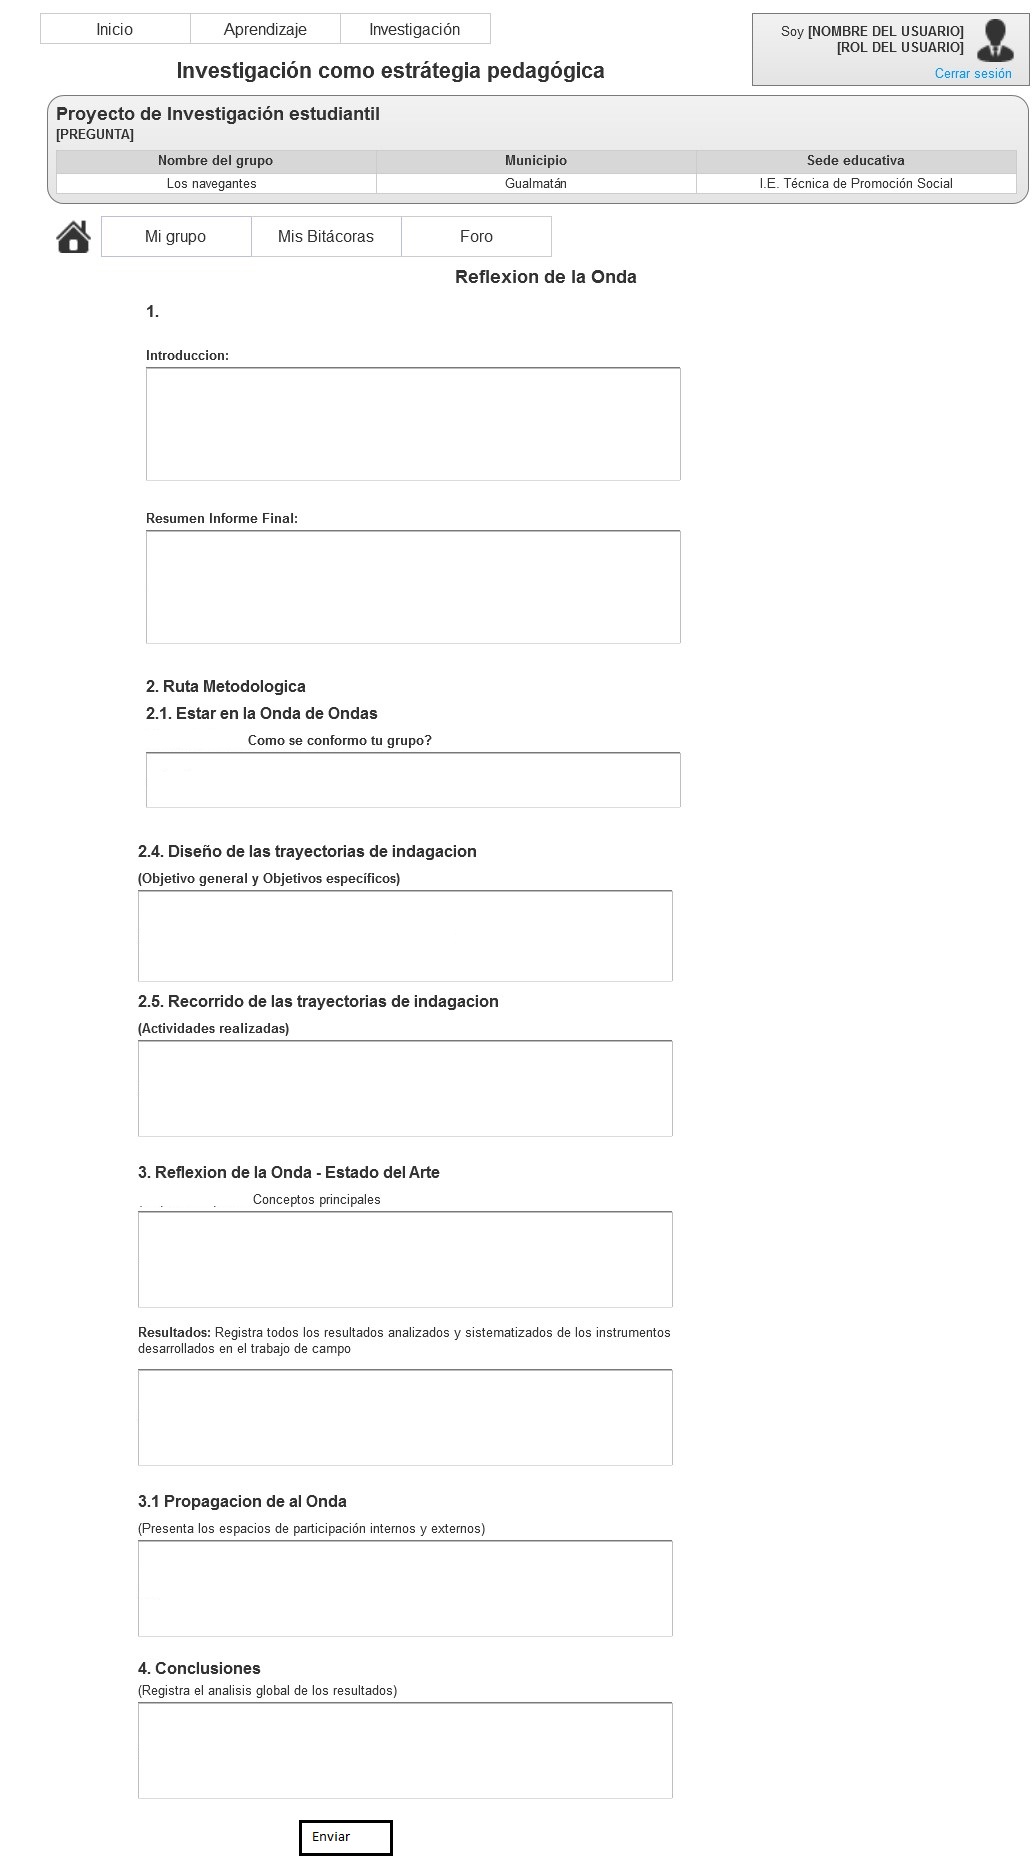 Inicio Aprendizaje Investigación
Soy [NOMBRE DEL USUARIO]
[ROL DEL USUARIO]
Cerrar sesión
Investigación como estrátegia pedagógica
Proyecto de Investigación estudiantil
[PREGUNTA]
Nombre del grupo Municipio Sede educativa
Los navegantes Gualmatán I.E. Técnica de Promoción Social
Mi grupo Mis Bitácoras Foro
Reflexion de la Onda
1.
Introduccion:
Resumen Informe Final:
2. Ruta Metodologica
2.1. Estar en la Onda de Ondas
Como se conformo tu grupo?
2.4. Diseño de las trayectorias de indagacion
(Objetivo general y Objetivos específicos)
2.5. Recorrido de las trayectorias de indagacion
(Actividades realizadas)
3. Reflexion de la Onda - Estado del Arte
Conceptos principales
Resultados: Registra todos los resultados analizados y sistematizados de los instrumentos
desarrollados en el trabajo de campo
3.1 Propagacion de al Onda
(Presenta los espacios de participación internos y externos)
4. Conclusiones
(Registra el analisis global de los resultados)
Enviar